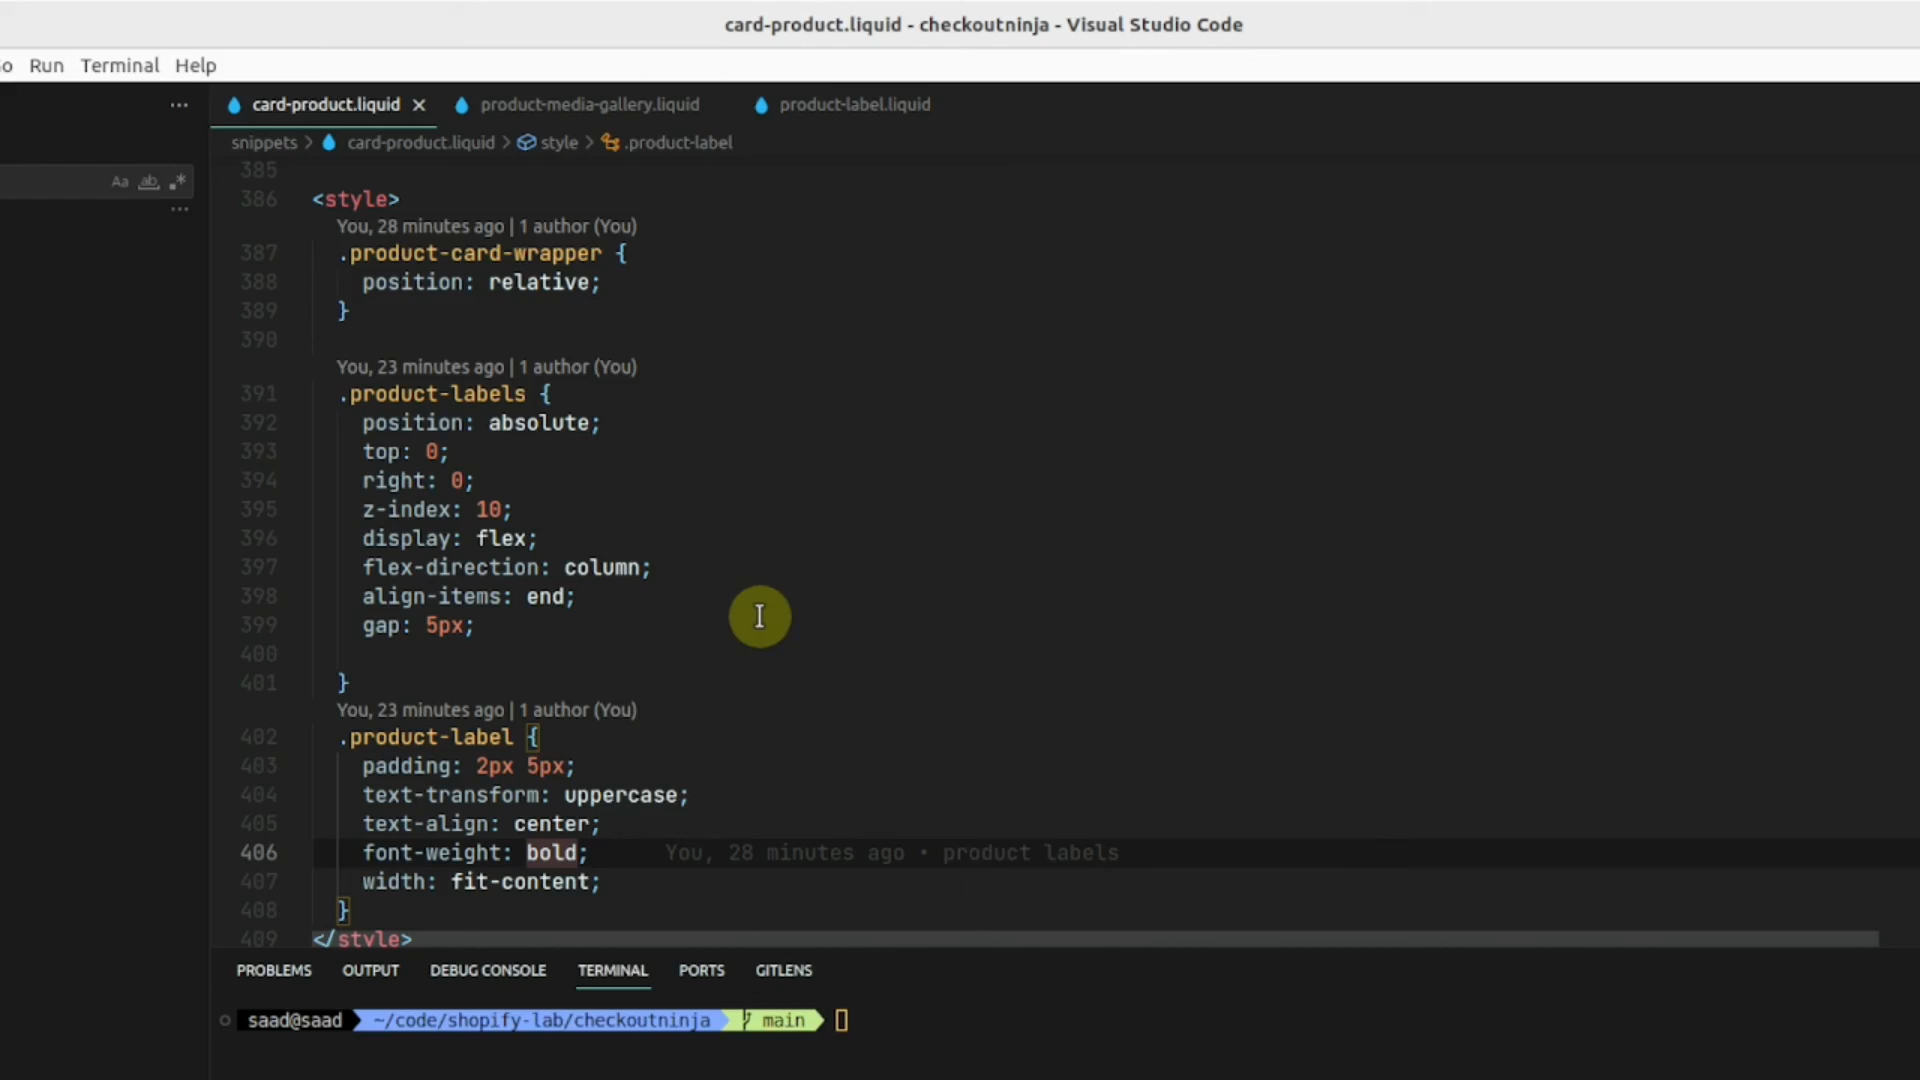 card-product.liquid - checkoutninja - Visual Studio Code
o Run Terminal Help
card-product.liquid product-media-gallery.liquid product-label.liquid
snippets > card-product.liquid > style > .product-label
Aa ab .*
385
386 <style>
You, 28 minutes ago | 1 author (You)
387 .product-card-wrapper {
388 position: relative;
389 }
390
You, 23 minutes ago | 1 author (You)
391 .product-labels {
392 position: absolute;
393 top: 0;
394 right: 0;
395 z-index: 10;
396 display: flex;
397 flex-direction: column;
398 align-items: end;
399 gap: 5px;
400
401 }
You, 23 minutes ago | 1 author (You)
402 .product-label {
403 padding: 2px 5px;
404 text-transform: uppercase;
405 text-align: center;
406 font-weight: bold; You, 28 minutes ago • product labels
407 width: fit-content;
408 }
409 </style>
PROBLEMS OUTPUT DEBUG CONSOLE TERMINAL PORTS GITLENS
saad@saad ~/code/shopify-lab/checkoutninja main